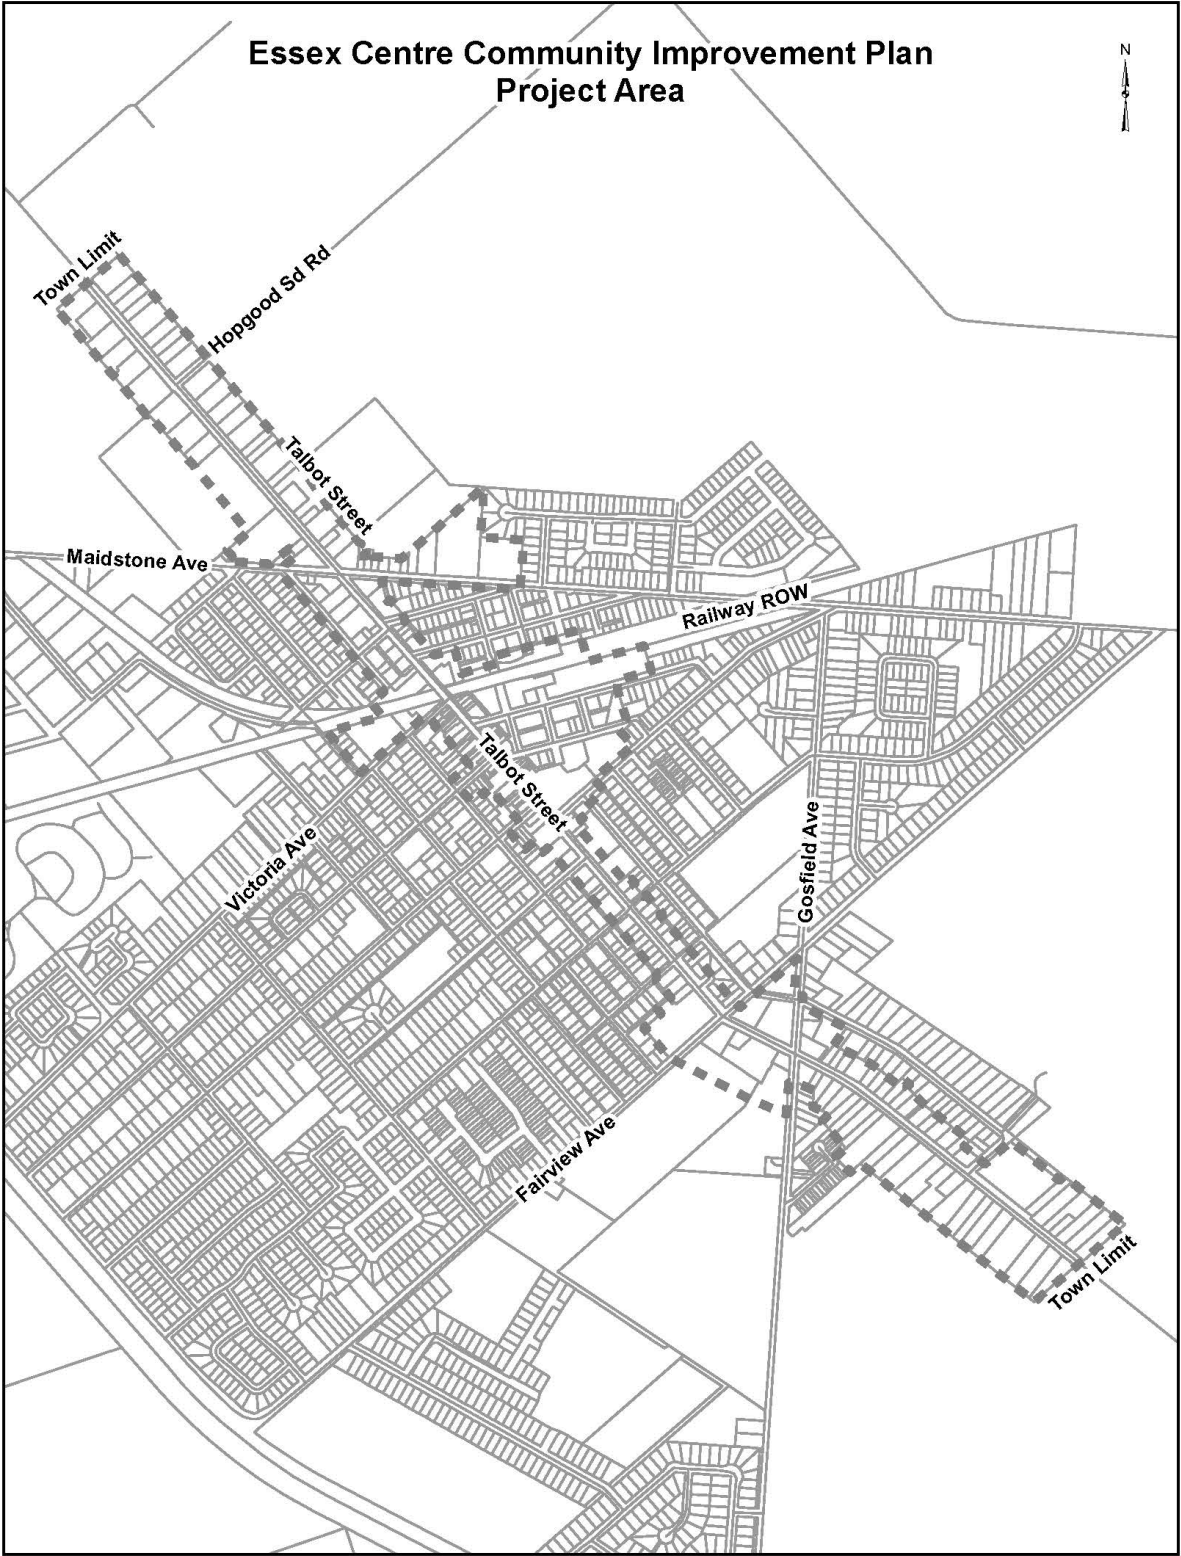 Essex Centre Community Improvement Plan
Project Area
N
Town Limit
Hopgood Sd Rd
Talbot Street
Maidstone Ave
Railway ROW
Talbot Street
Gosfield Ave
Victoria Ave
Fairview Ave
Town Limit